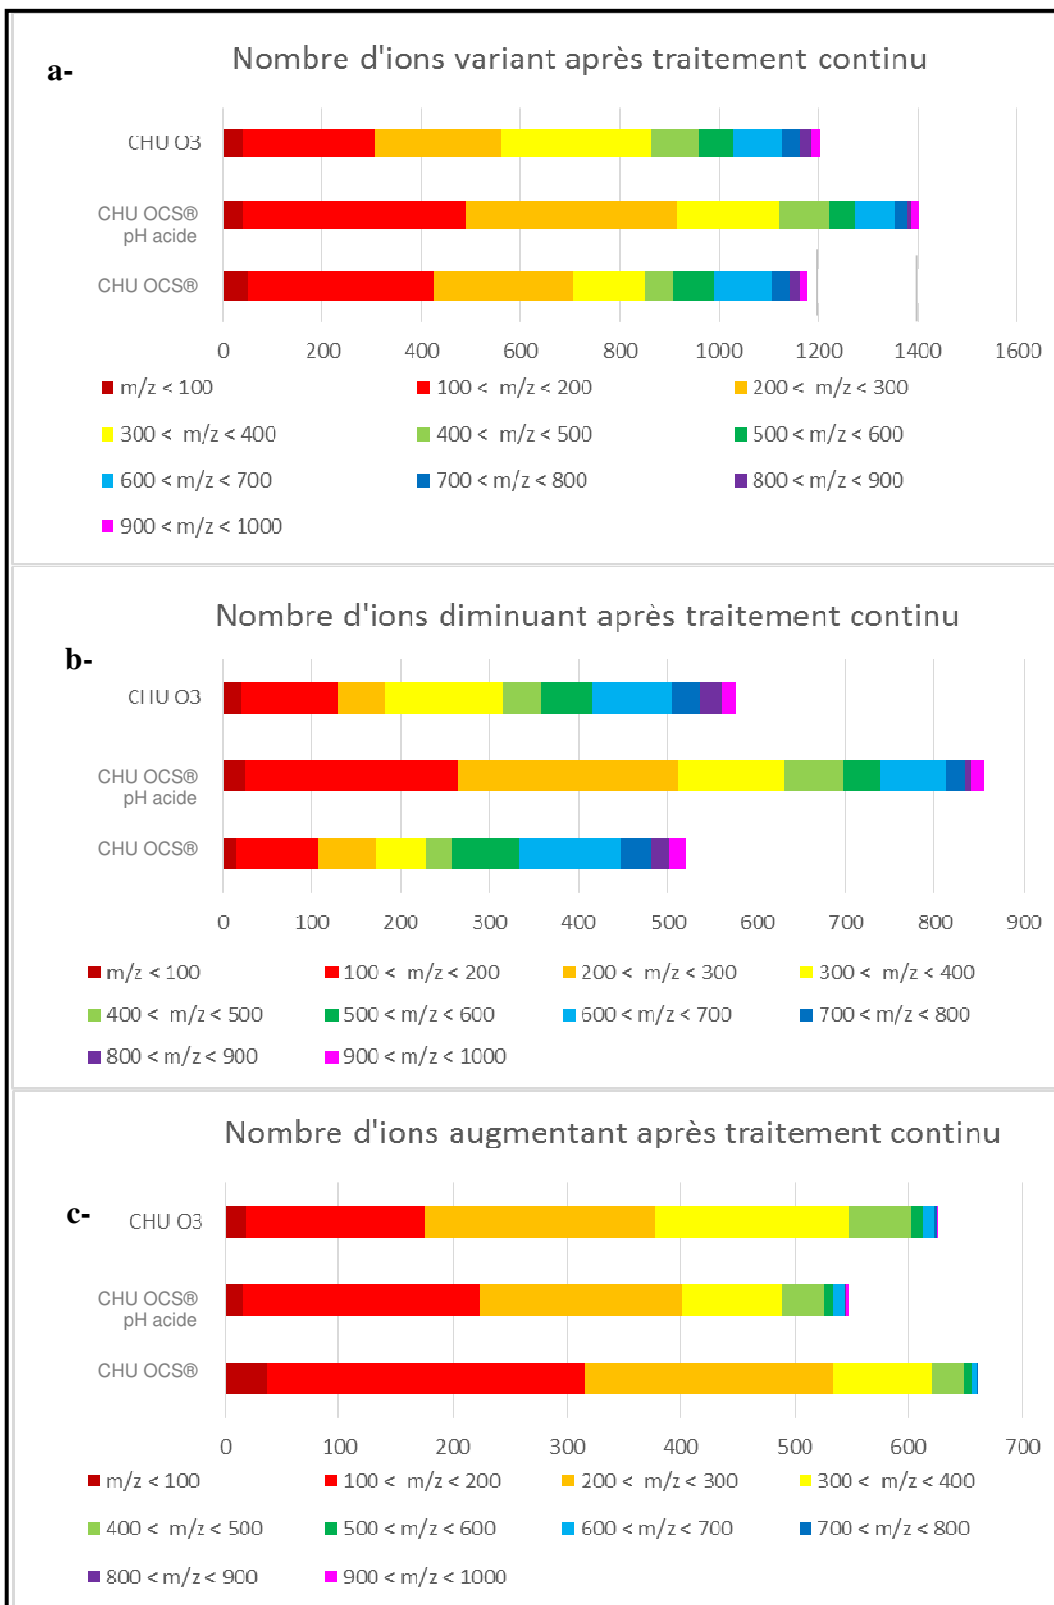 a-
Nombre d'ions variant après traitement continu
CHU O3
CHU OCS®
pH acide
CHU OCS®
0 200 400 600 800 1000 1200 1400 1600
m/z < 100 100 < m/z < 200 200 < m/z < 300
300 < m/z < 400 400 < m/z < 500 500 < m/z < 600
600 < m/z < 700 700 < m/z < 800 800 < m/z < 900
900 < m/z < 1000
Nombre d'ions diminuant après traitement continu
b-
CHU O3
CHU OCS®
pH acide
CHU OCS®
0 100 200 300 400 500 600 700 800 900
m/z < 100 100 < m/z < 200 200 < m/z < 300 300 < m/z < 400
400 < m/z < 500 500 < m/z < 600 600 < m/z < 700 700 < m/z < 800
800 < m/z < 900 900 < m/z < 1000
Nombre d'ions augmentant après traitement continu
c-
CHU O3
CHU OCS®
pH acide
CHU OCS®
0 100 200 300 400 500 600 700
m/z < 100 100 < m/z < 200 200 < m/z < 300 300 < m/z < 400
400 < m/z < 500 500 < m/z < 600 600 < m/z < 700 700 < m/z < 800
800 < m/z < 900 900 < m/z < 1000